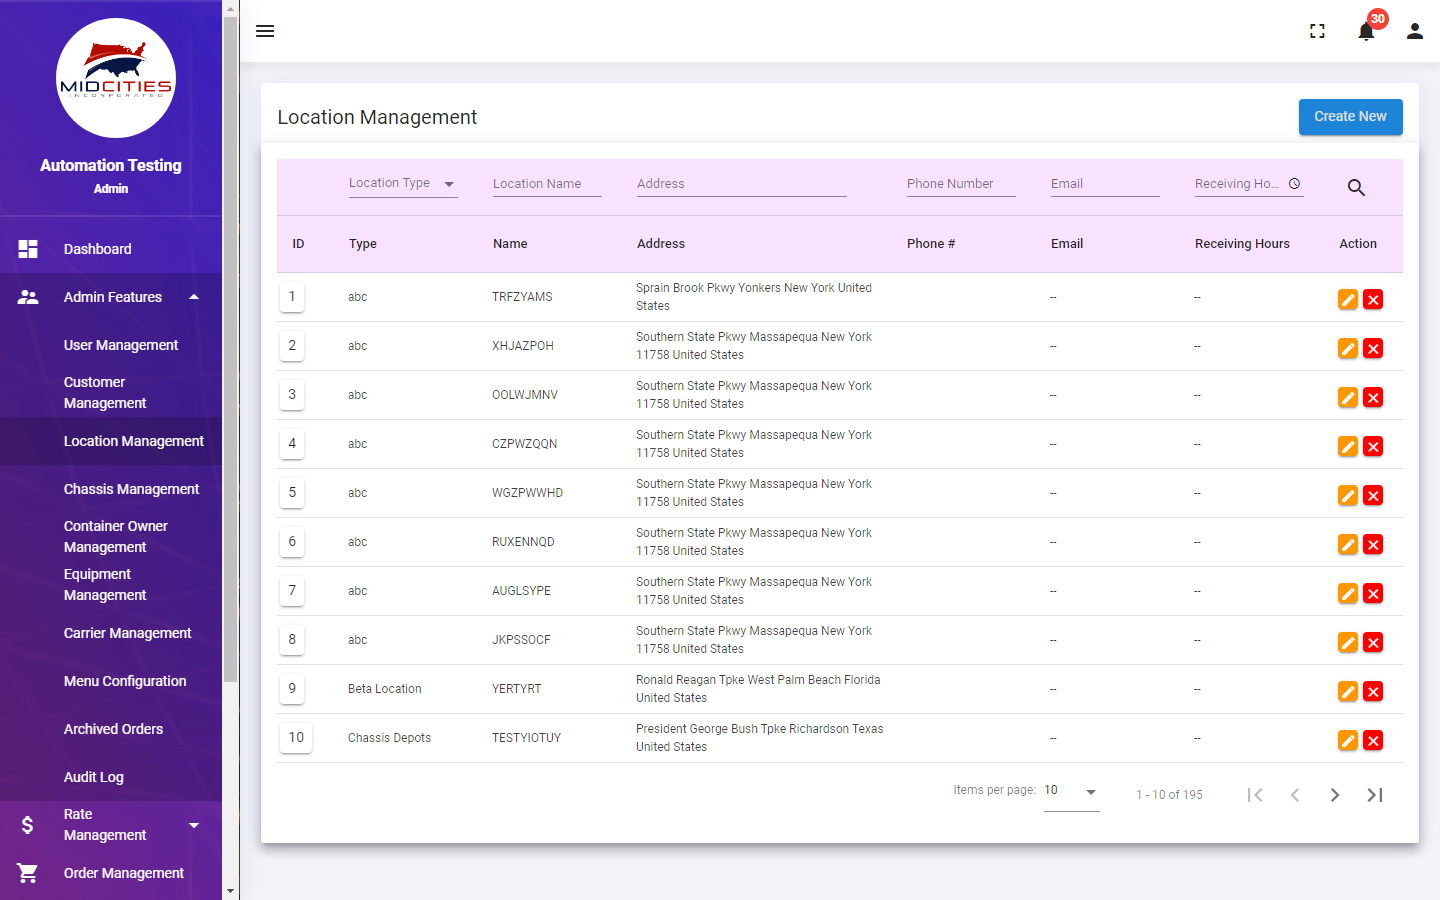 MIDCITIES
INCORPORATED
Automation Testing
Admin
Dashboard
Admin Features
User Management
Customer
Management
Location Management
Chassis Management
Container Owner
Management
Equipment
Management
Carrier Management
Menu Configuration
Archived Orders
Audit Log
Rate
Management
Order Management
30
Location Management
Create New
Location Type
Location Name
Address
Phone Number
Email
Receiving Ho...
ID Type Name Address Phone # Email Receiving Hours Action
1 abc TRFZYAMS Sprain Brook Pkwy Yonkers New York United
States -- --
2 abc XHJAZPOH Southern State Pkwy Massapequa New York
11758 United States -- --
3 abc OOLWJMNV Southern State Pkwy Massapequa New York
11758 United States -- --
4 abc CZPWZQQN Southern State Pkwy Massapequa New York
11758 United States -- --
5 abc WGZPWWHD Southern State Pkwy Massapequa New York
11758 United States -- --
6 abc RUXENNQD Southern State Pkwy Massapequa New York
11758 United States -- --
7 abc AUGLSYPE Southern State Pkwy Massapequa New York
11758 United States -- --
8 abc JKPSSOCF Southern State Pkwy Massapequa New York
11758 United States -- --
9 Beta Location YERTYRT Ronald Reagan Tpke West Palm Beach Florida
United States -- --
10 Chassis Depots TESTYIOTUY President George Bush Tpke Richardson Texas
United States -- --
Items per page: 10 1 - 10 of 195